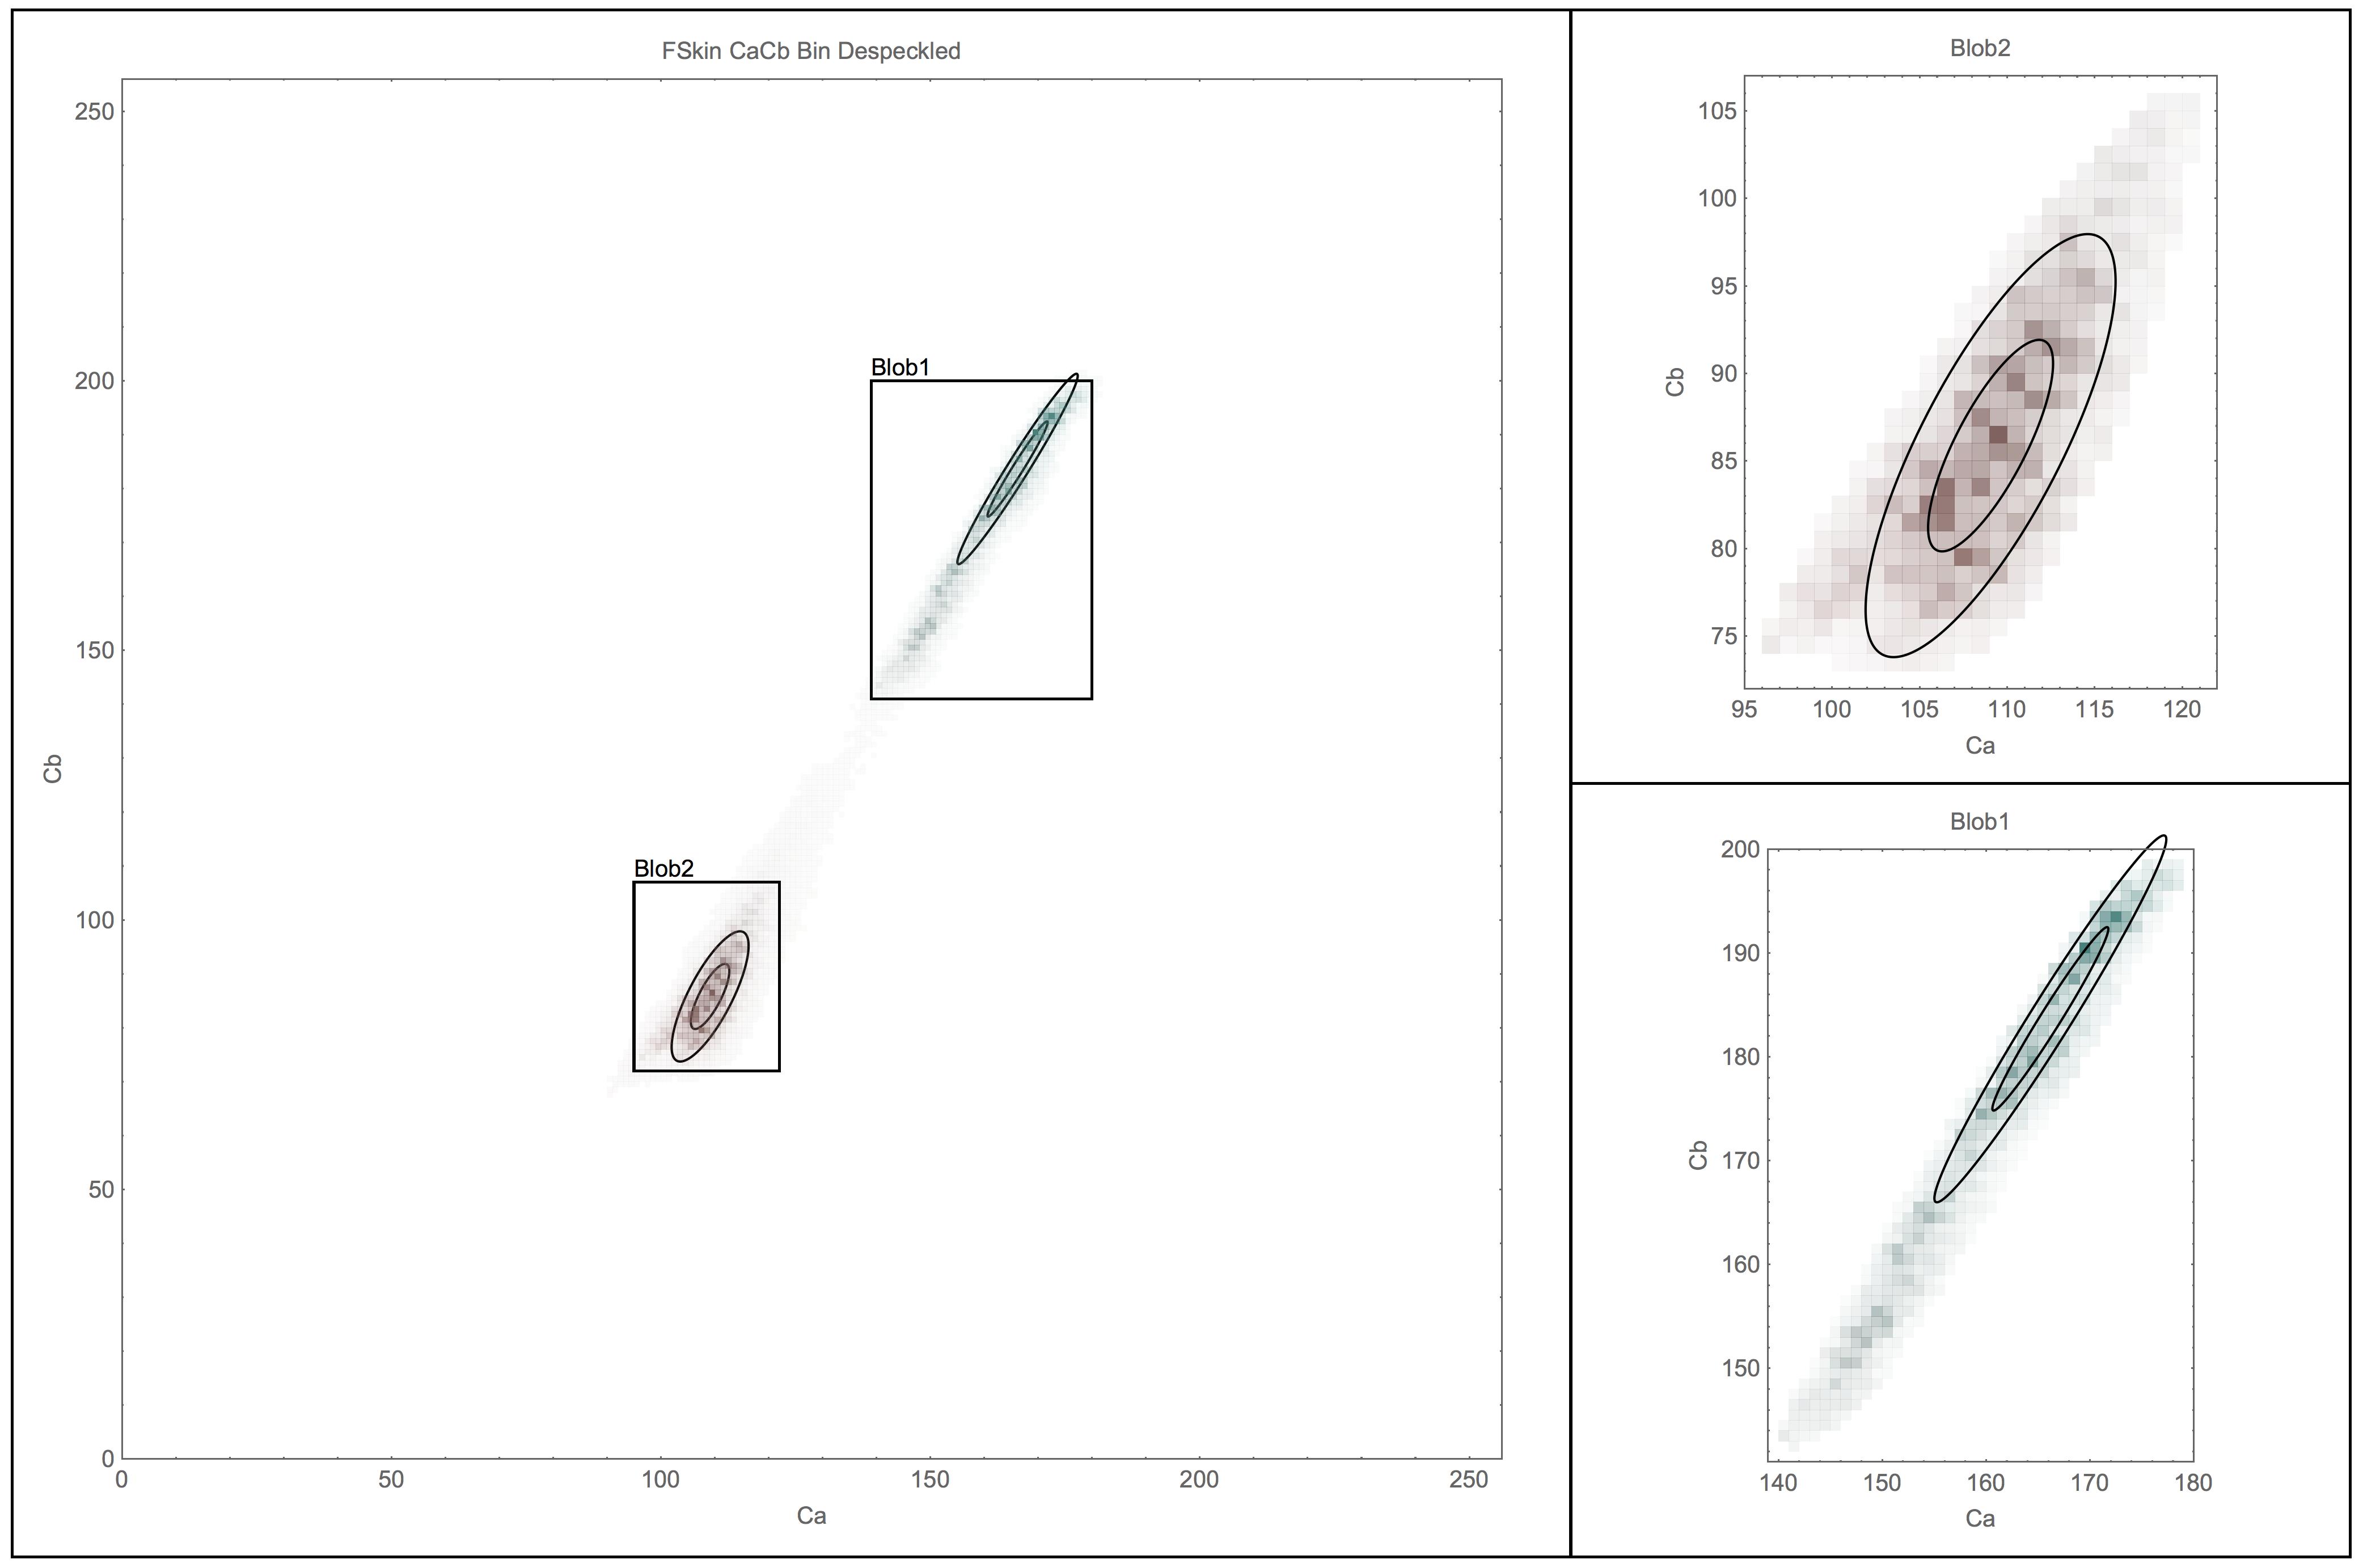 FSkin CaCb Bin Despeckled
250
200
150
100
50
0
Cb
Blob1
Blob2
0 50 100 150 200 250
Ca
Blob2
105
100
95
90
85
80
75
Cb
95 100 105 110 115 120
Ca
Blob1
200
190
180
170
160
150
Cb
140 150 160 170 180
Ca